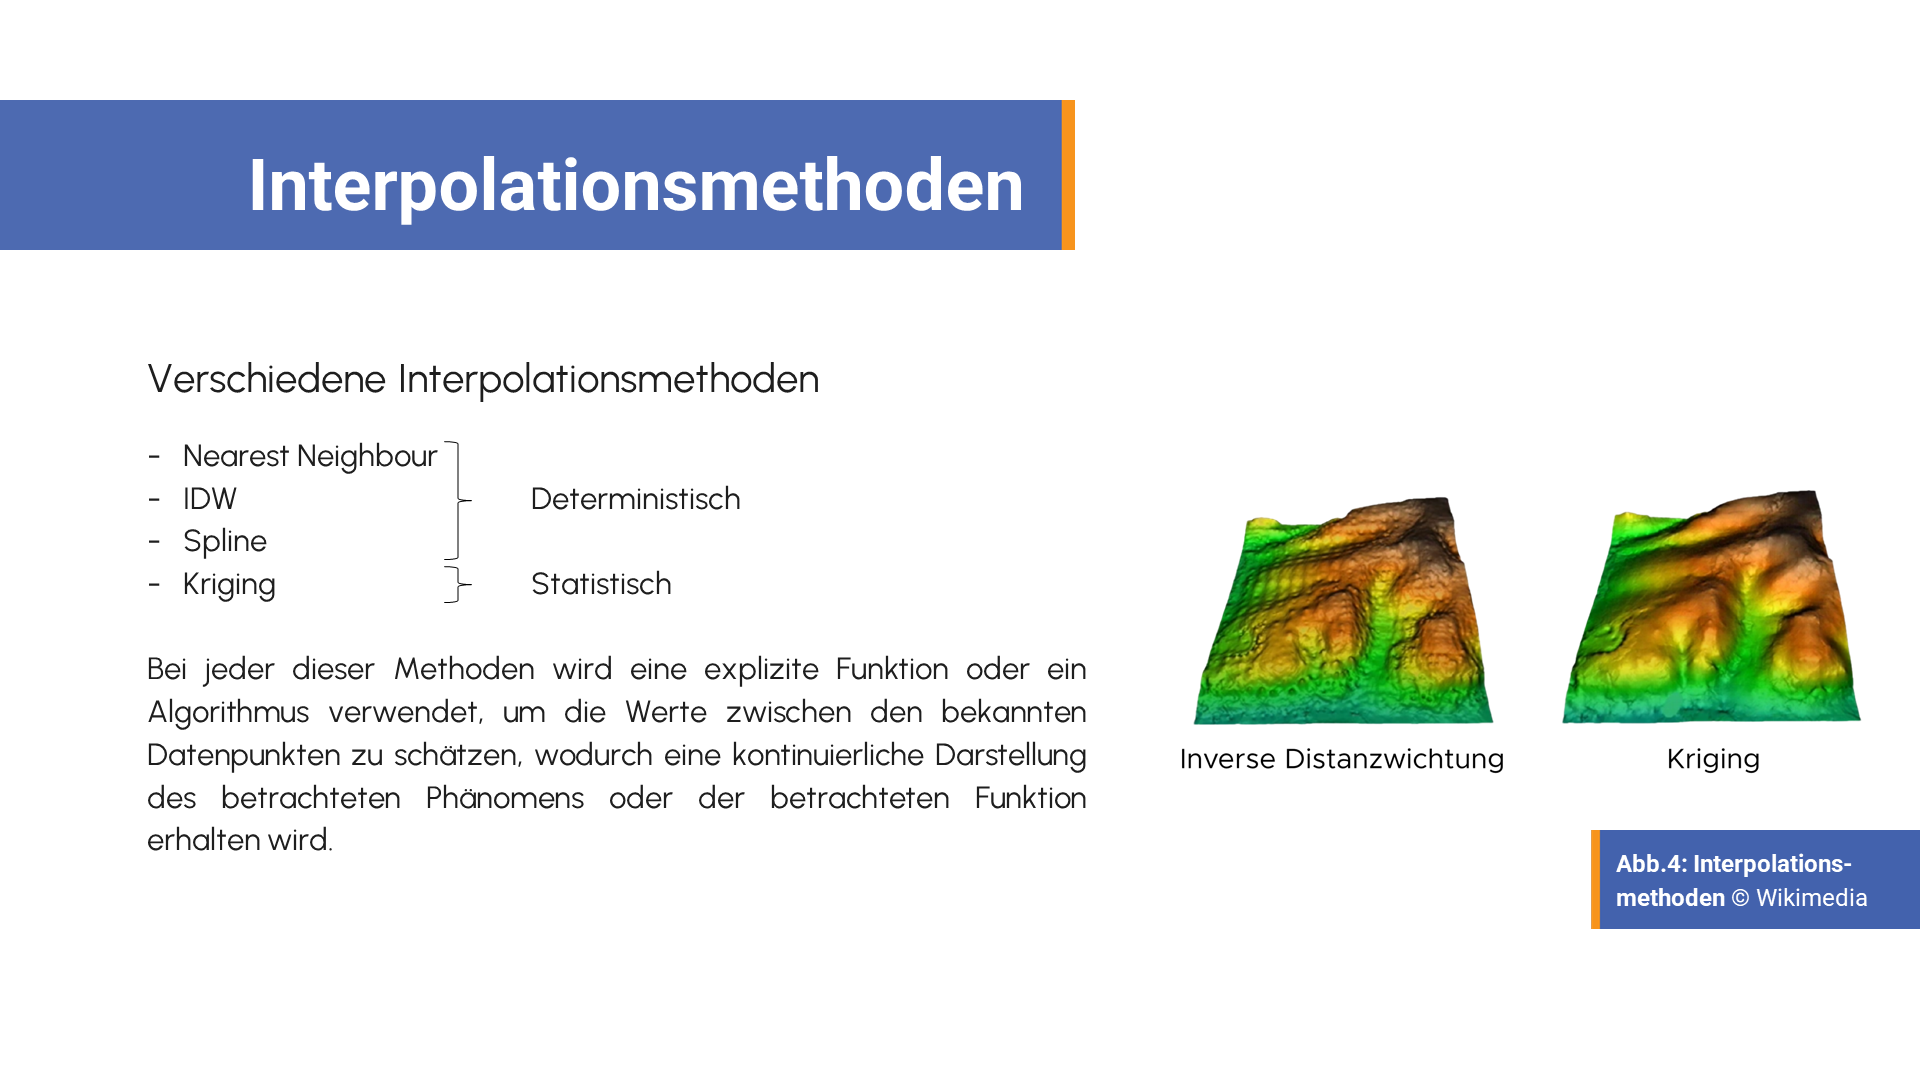 Interpolationsmethoden
Verschiedene Interpolationsmethoden
- Nearest Neighbour
- IDW
- Spline
- Kriging
Deterministisch
Statistisch
Bei jeder dieser Methoden wird eine explizite Funktion oder ein
Algorithmus verwendet, um die Werte zwischen den bekannten
Datenpunkten zu schätzen, wodurch eine kontinuierliche Darstellung
des betrachteten Phänomens oder der betrachteten Funktion
erhalten wird.
Inverse Distanzwichtung
Kriging
Abb.4: Interpolations-
methoden © Wikimedia